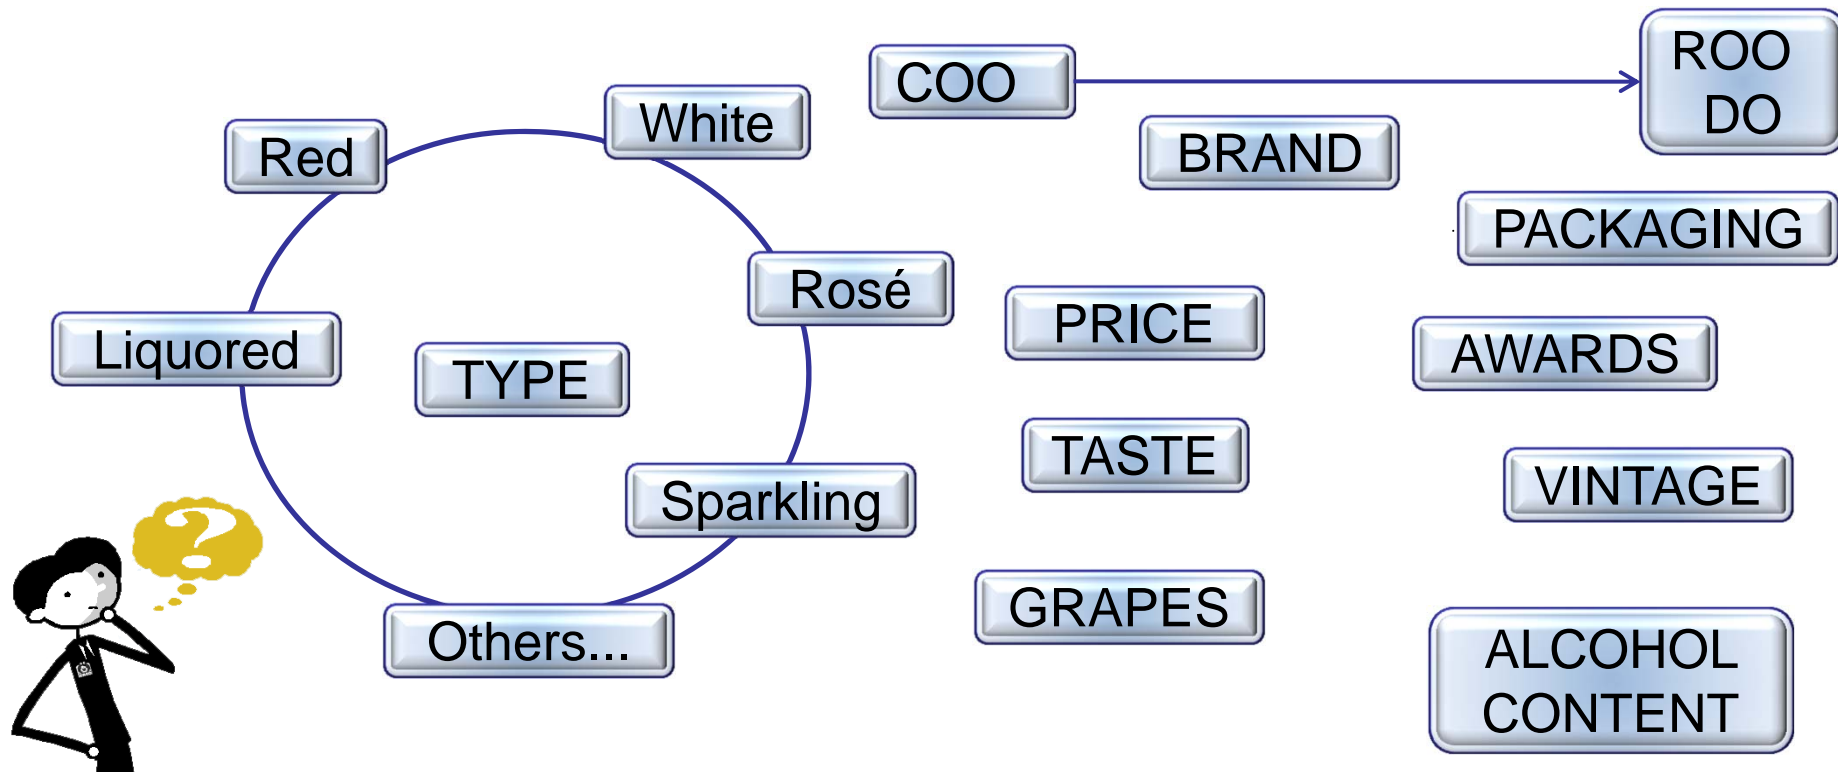 COO
ROO
DO
White
Red
BRAND
PACKAGING
Rosé
PRICE
Liquored
TYPE
AWARDS
TASTE
Sparkling
VINTAGE
?
GRAPES
Others...
ALCOHOL
CONTENT